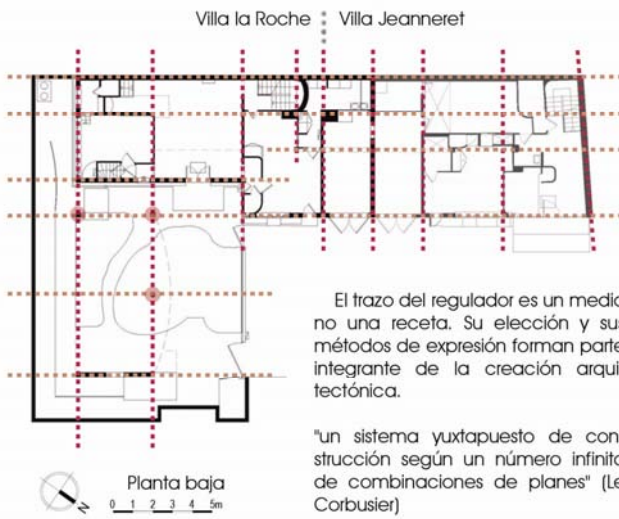 Villa la Roche Villa Jeanneret
El trazo del regulador es un medio
no una receta. Su elección y sus
métodos de expresión forman parte
integrante de la creación arqui
tectónica.
"un sistema yuxtapuesto de con
strucción según un número infinito
de combinaciones de planes" (Le
Corbusier)
Planta baja
N
0 1 2 3 4 5m